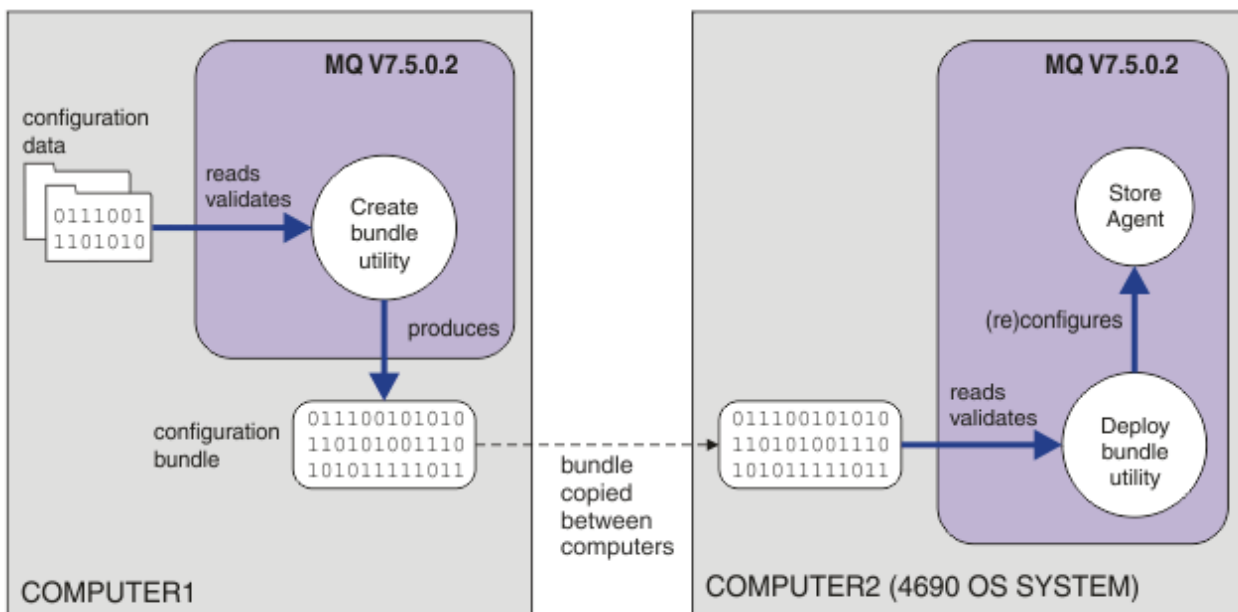 MQ V7.5.0.2
configuration
data
0111001
1101010
reads
validates
Create
bundle
utility
produces
configuration
bundle
011100101010
110101001110
101011111011
COMPUTER1
bundle
copied
between
computers
MQ V7.5.0.2
Store
Agent
(re)configures
011100101010
110101001110
101011111011
reads
validates
Deploy
bundle
utility
COMPUTER2 (4690 OS SYSTEM)